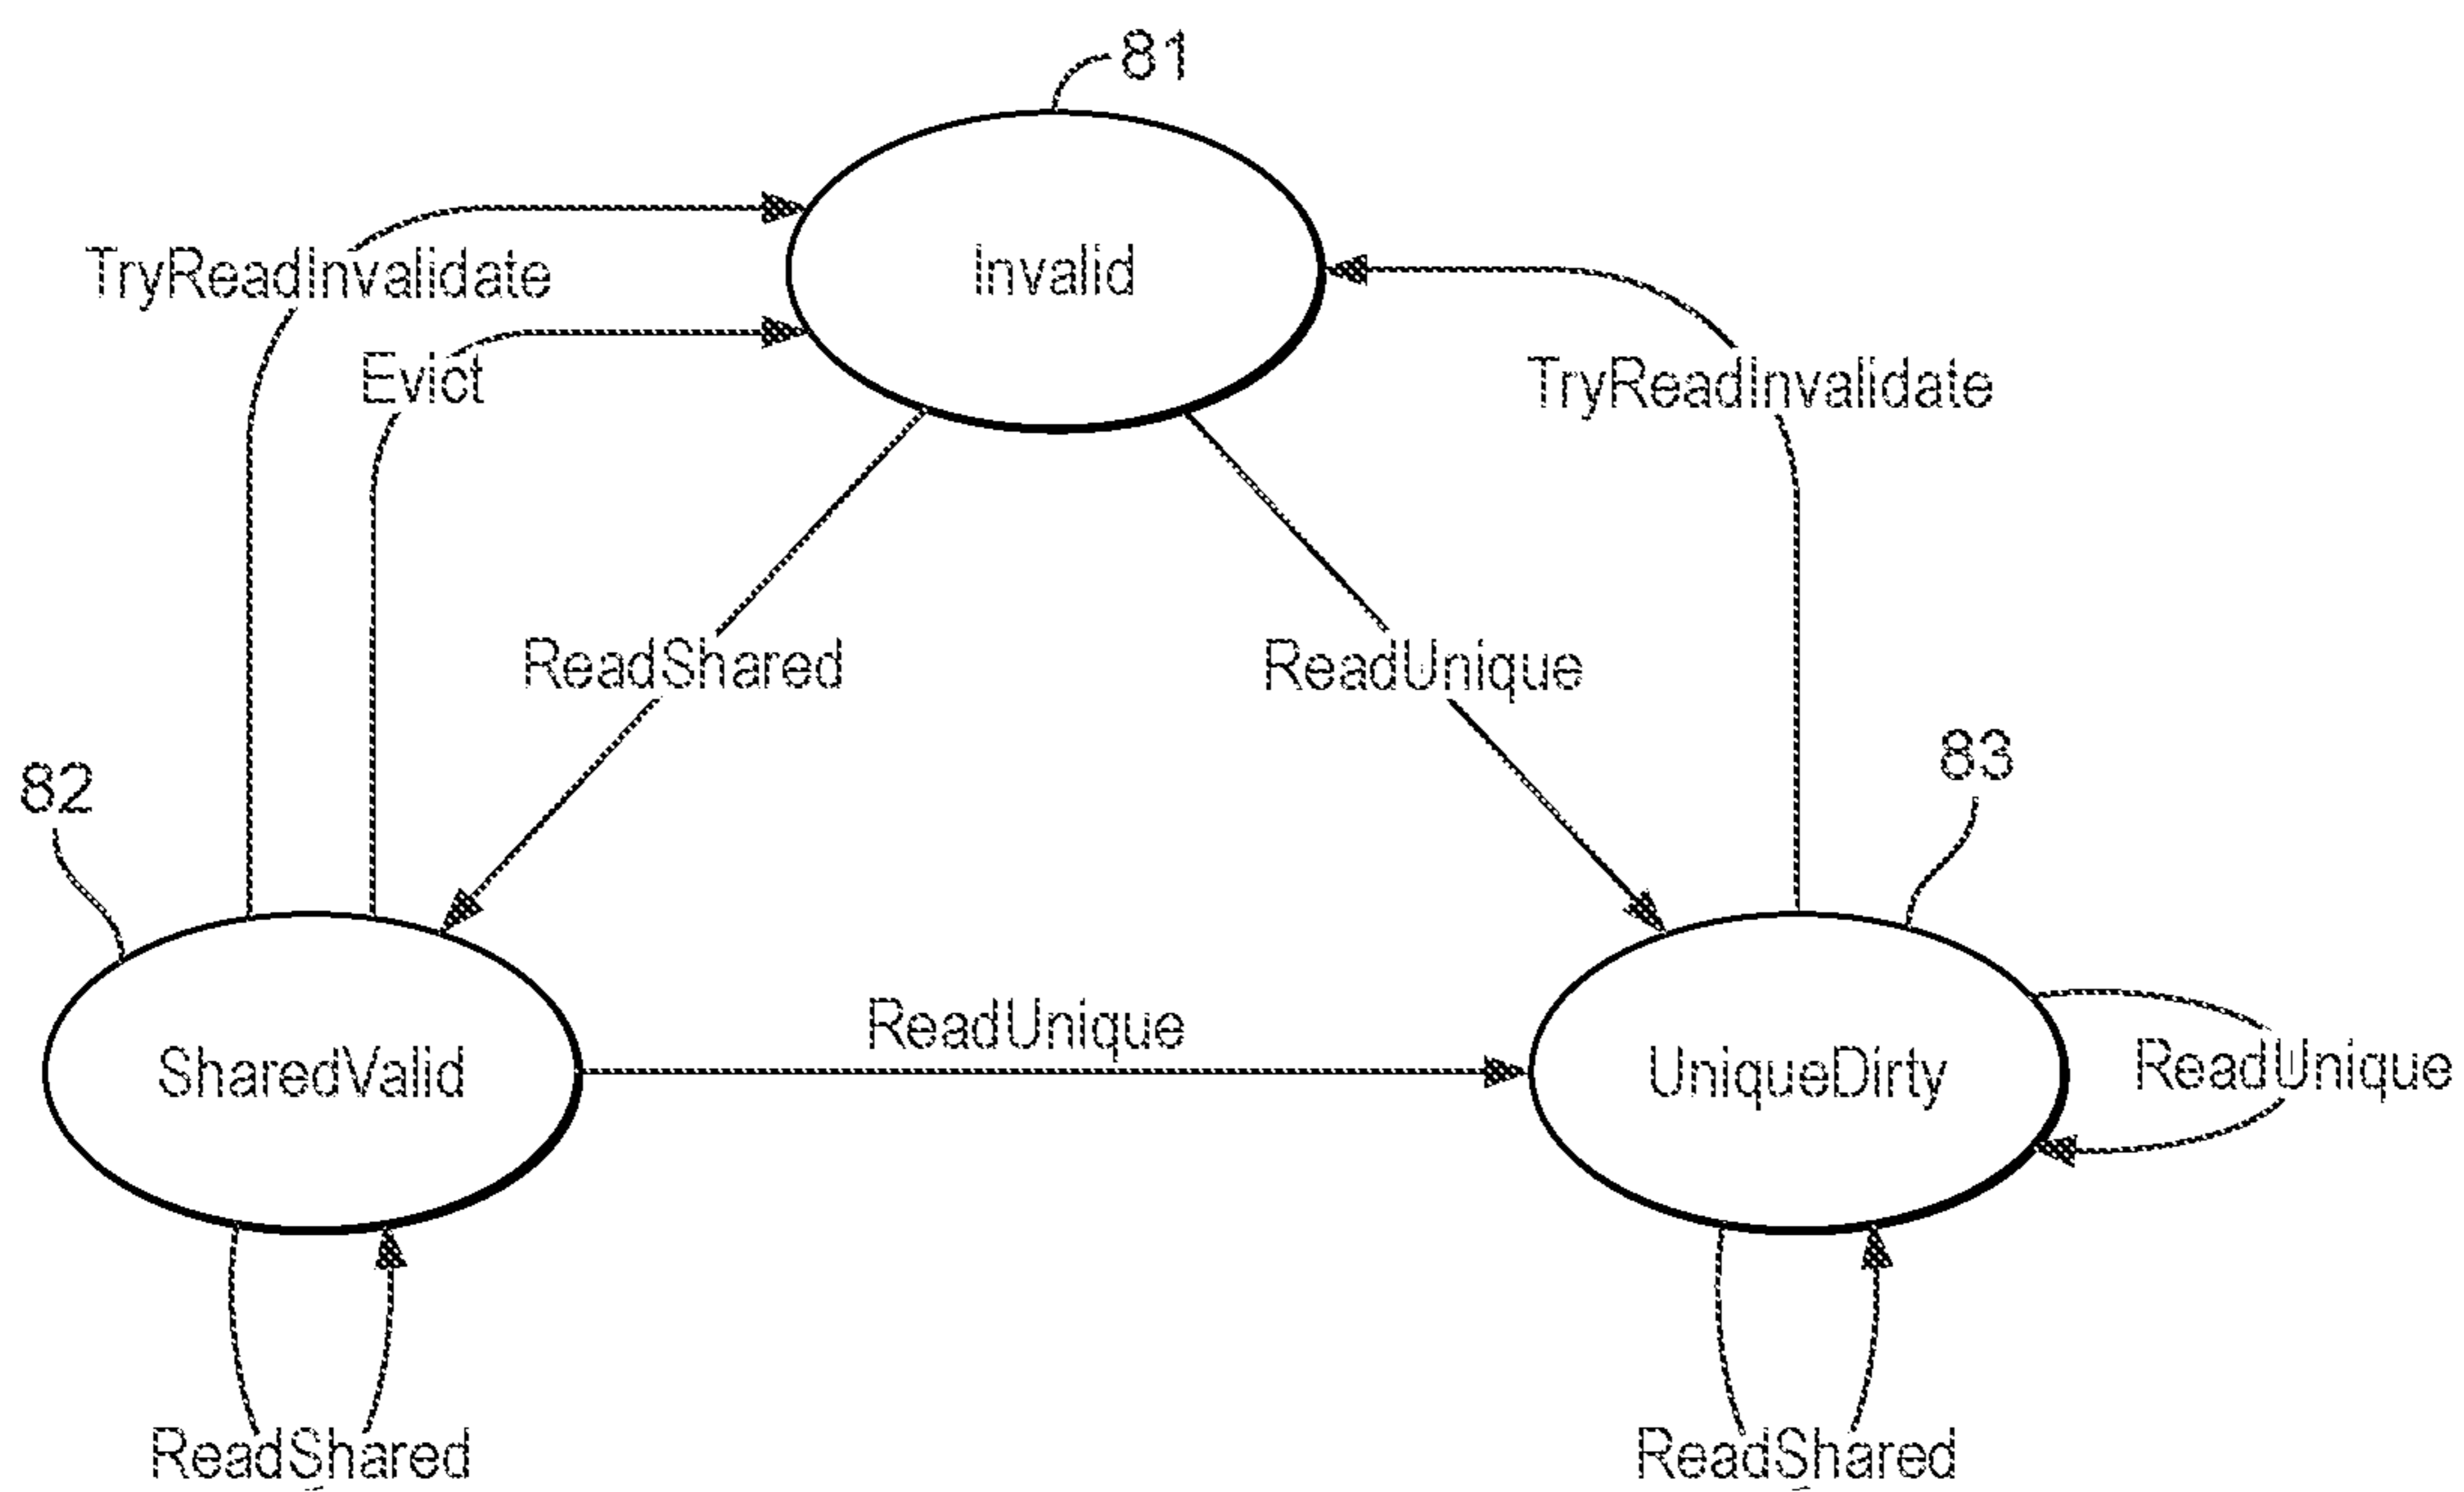 81
Invalid
TryReadInvalidate
Evict
TryReadInvalidate
ReadShared
ReadUnique
82
83
ReadUnique
SharedValid
UniqueDirty
ReadUnique
ReadShared
ReadShared